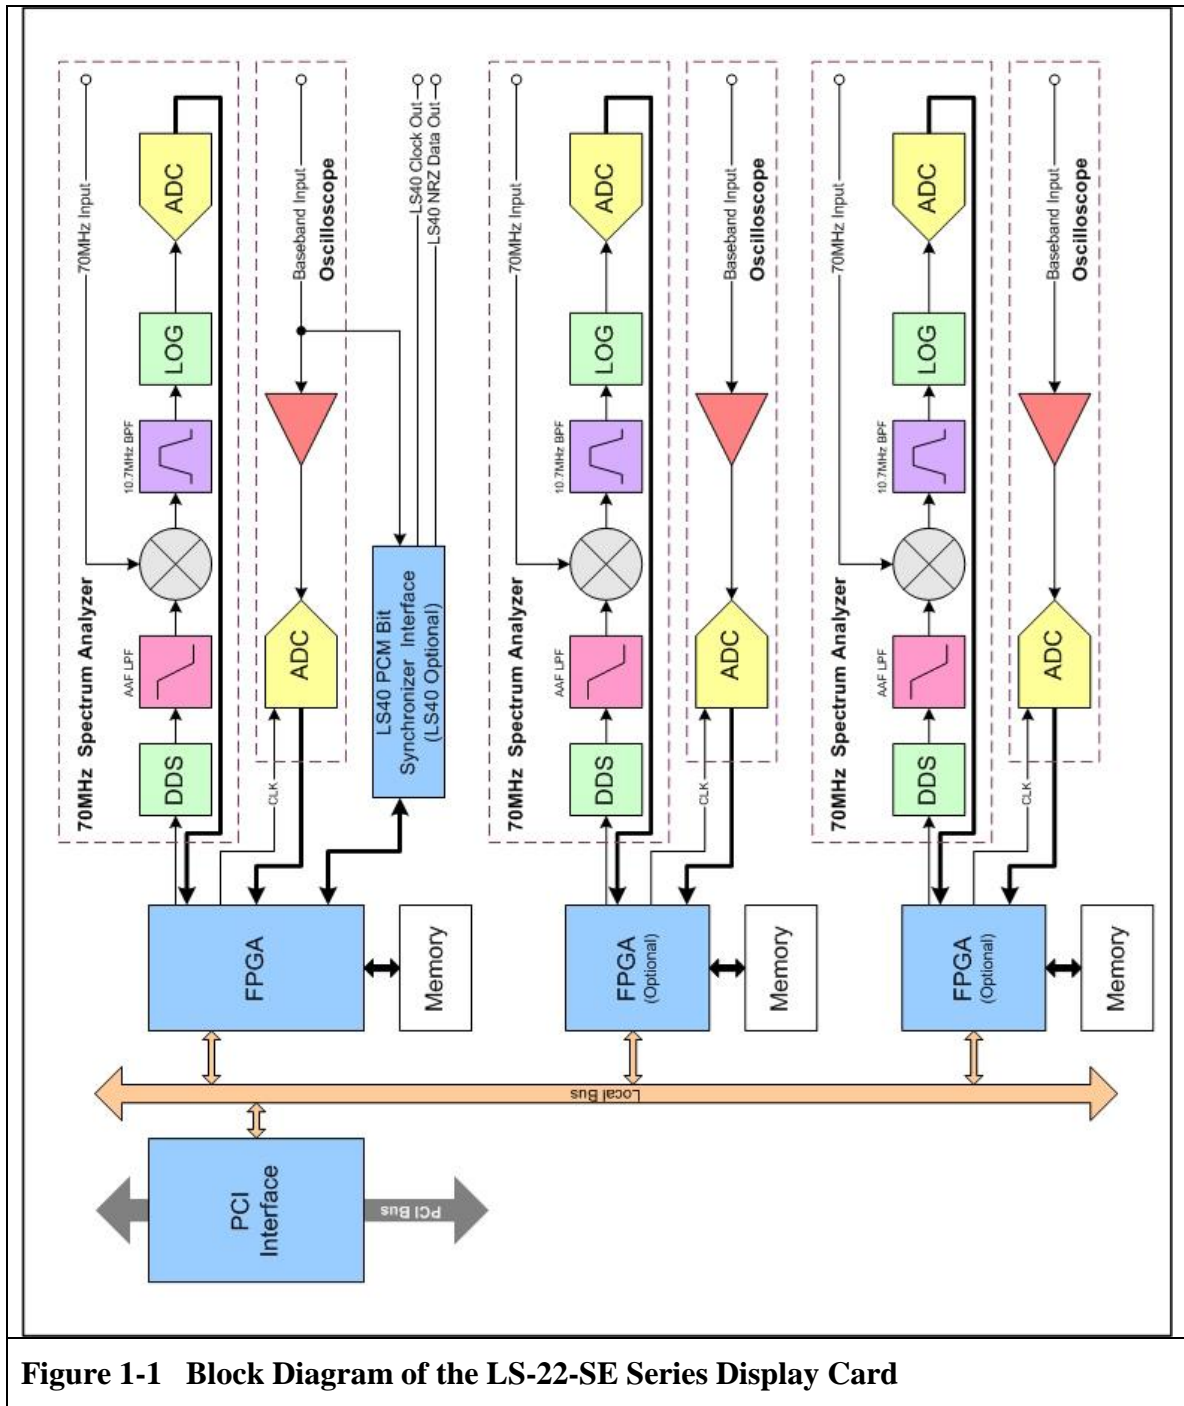 70MHz Input
ADC
LOG
10.7MHz BPF
AAF LPF
DDS
70MHz Spectrum Analyzer
Baseband Input
Oscilloscope
ADC
CLK
LS40 Clock Out
LS40 NRZ Data Out
LS40 PCM Bit
Synchronizer Interface
(LS40 Optional)
FPGA
Memory
70MHz Input
ADC
LOG
10.7MHz BPF
AAF LPF
DDS
70MHz Spectrum Analyzer
Baseband Input
Oscilloscope
ADC
CLK
FPGA
(Optional)
Memory
70MHz Input
ADC
LOG
10.7MHz BPF
AAF LPF
DDS
70MHz Spectrum Analyzer
Baseband Input
Oscilloscope
ADC
CLK
FPGA
(Optional)
Memory
Local Bus
PCI
Interface
PCI Bus
Figure 1-1 Block Diagram of the LS-22-SE Series Display Card